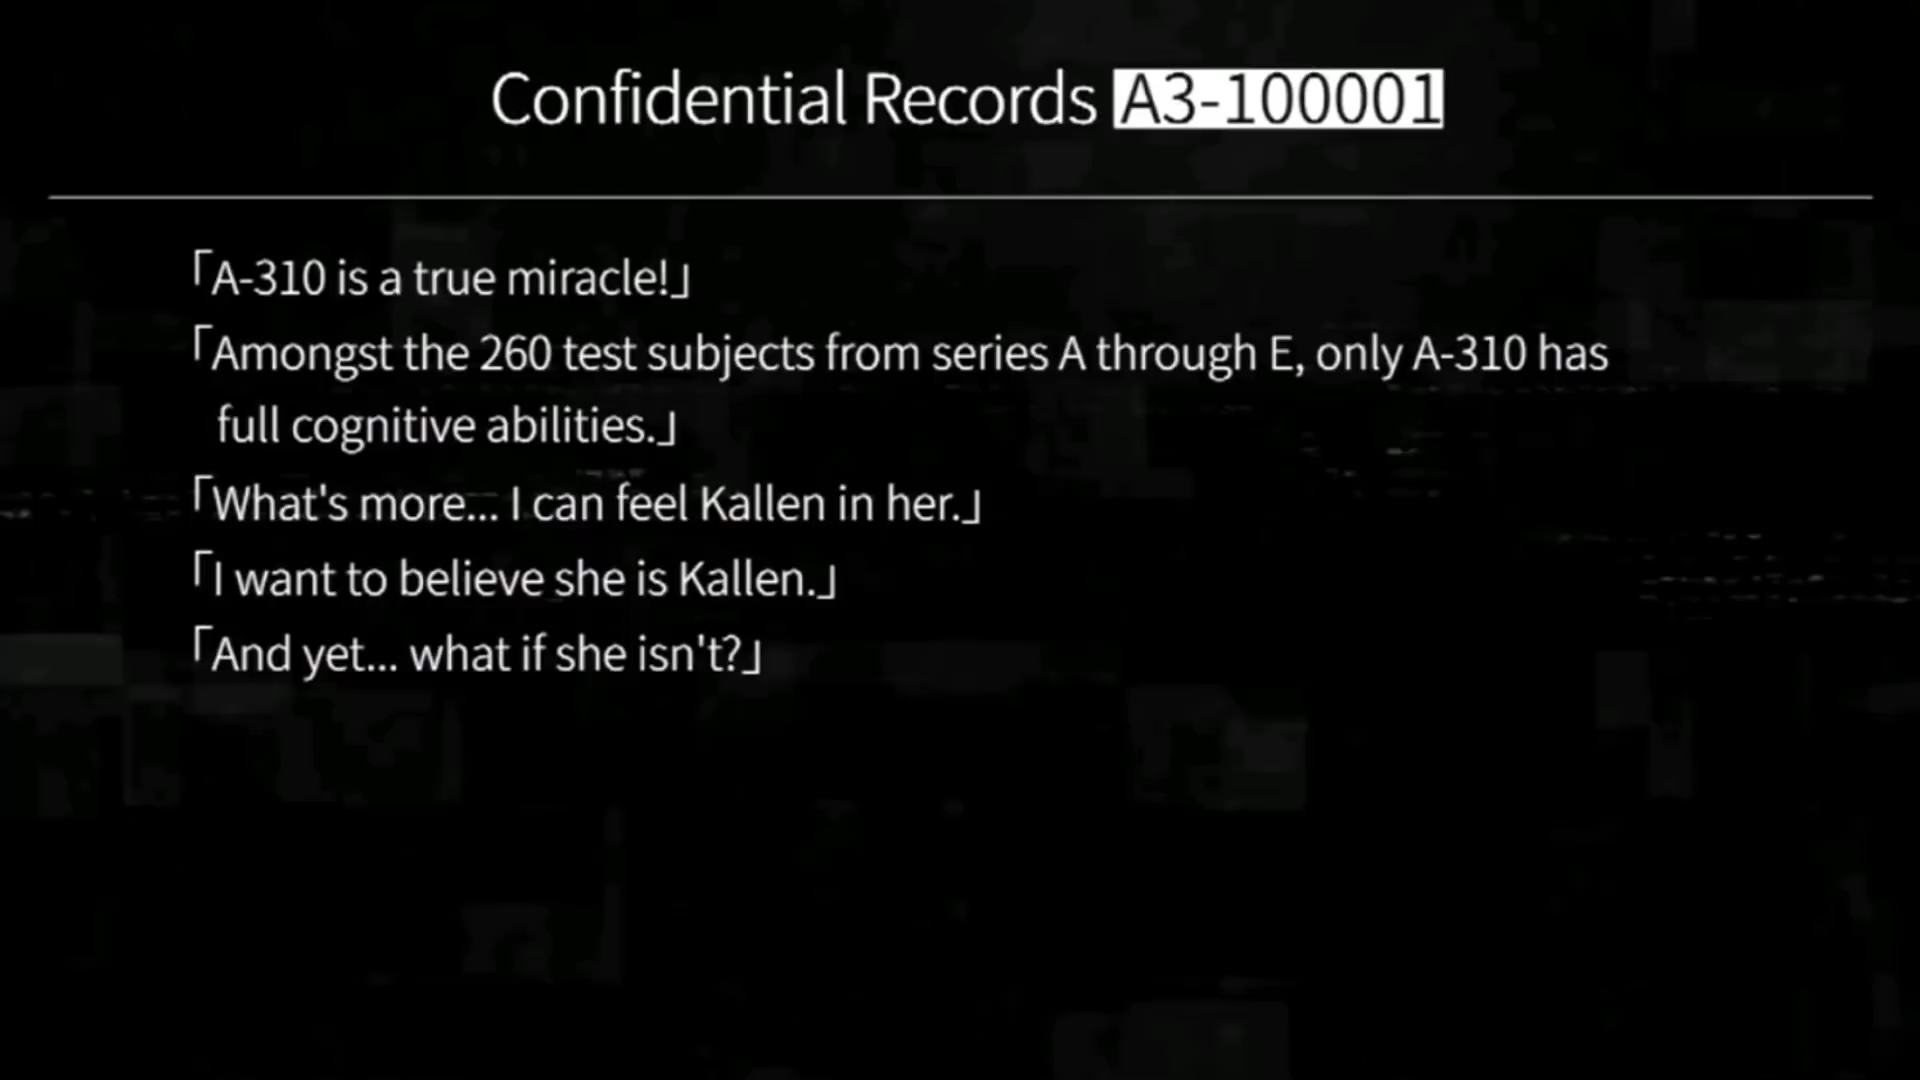 Confidential Records A3-100001
「A-310 is a true miracle!」
「Amongst the 260 test subjects from series A through E, only A-310 has
full cognitive abilities.」
「What's more... I can feel Kallen in her.」
「I want to believe she is Kallen.」
「And yet... what if she isn't?」